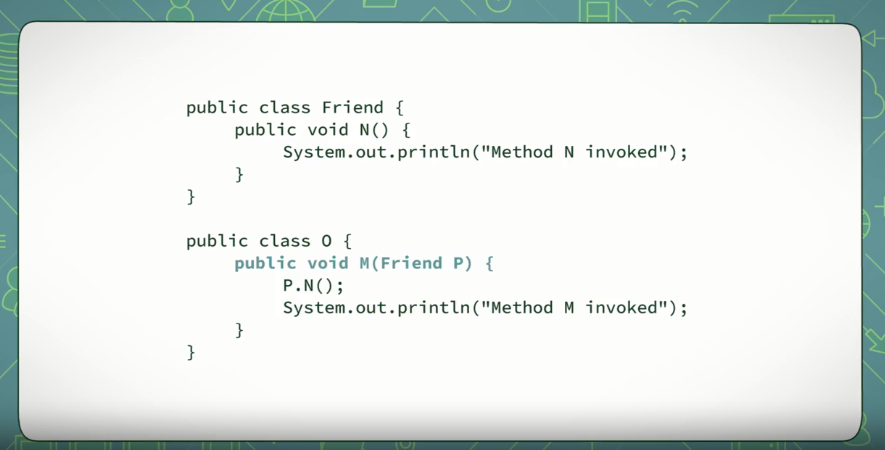 public class Friend {
public void N() {
System.out.println("Method N invoked");
}
}
public class O {
public void M(Friend P) {
P.N();
System.out.println("Method M invoked");
}
}